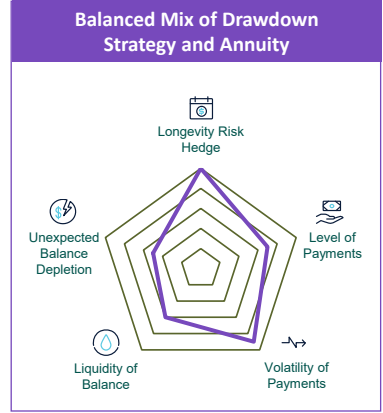 Balanced Mix of Drawdown
Strategy and Annuity
Longevity Risk
Hedge
Unexpected
Balance
Depletion
Level of
Payments
Liquidity of
Balance
Volatility of
Payments